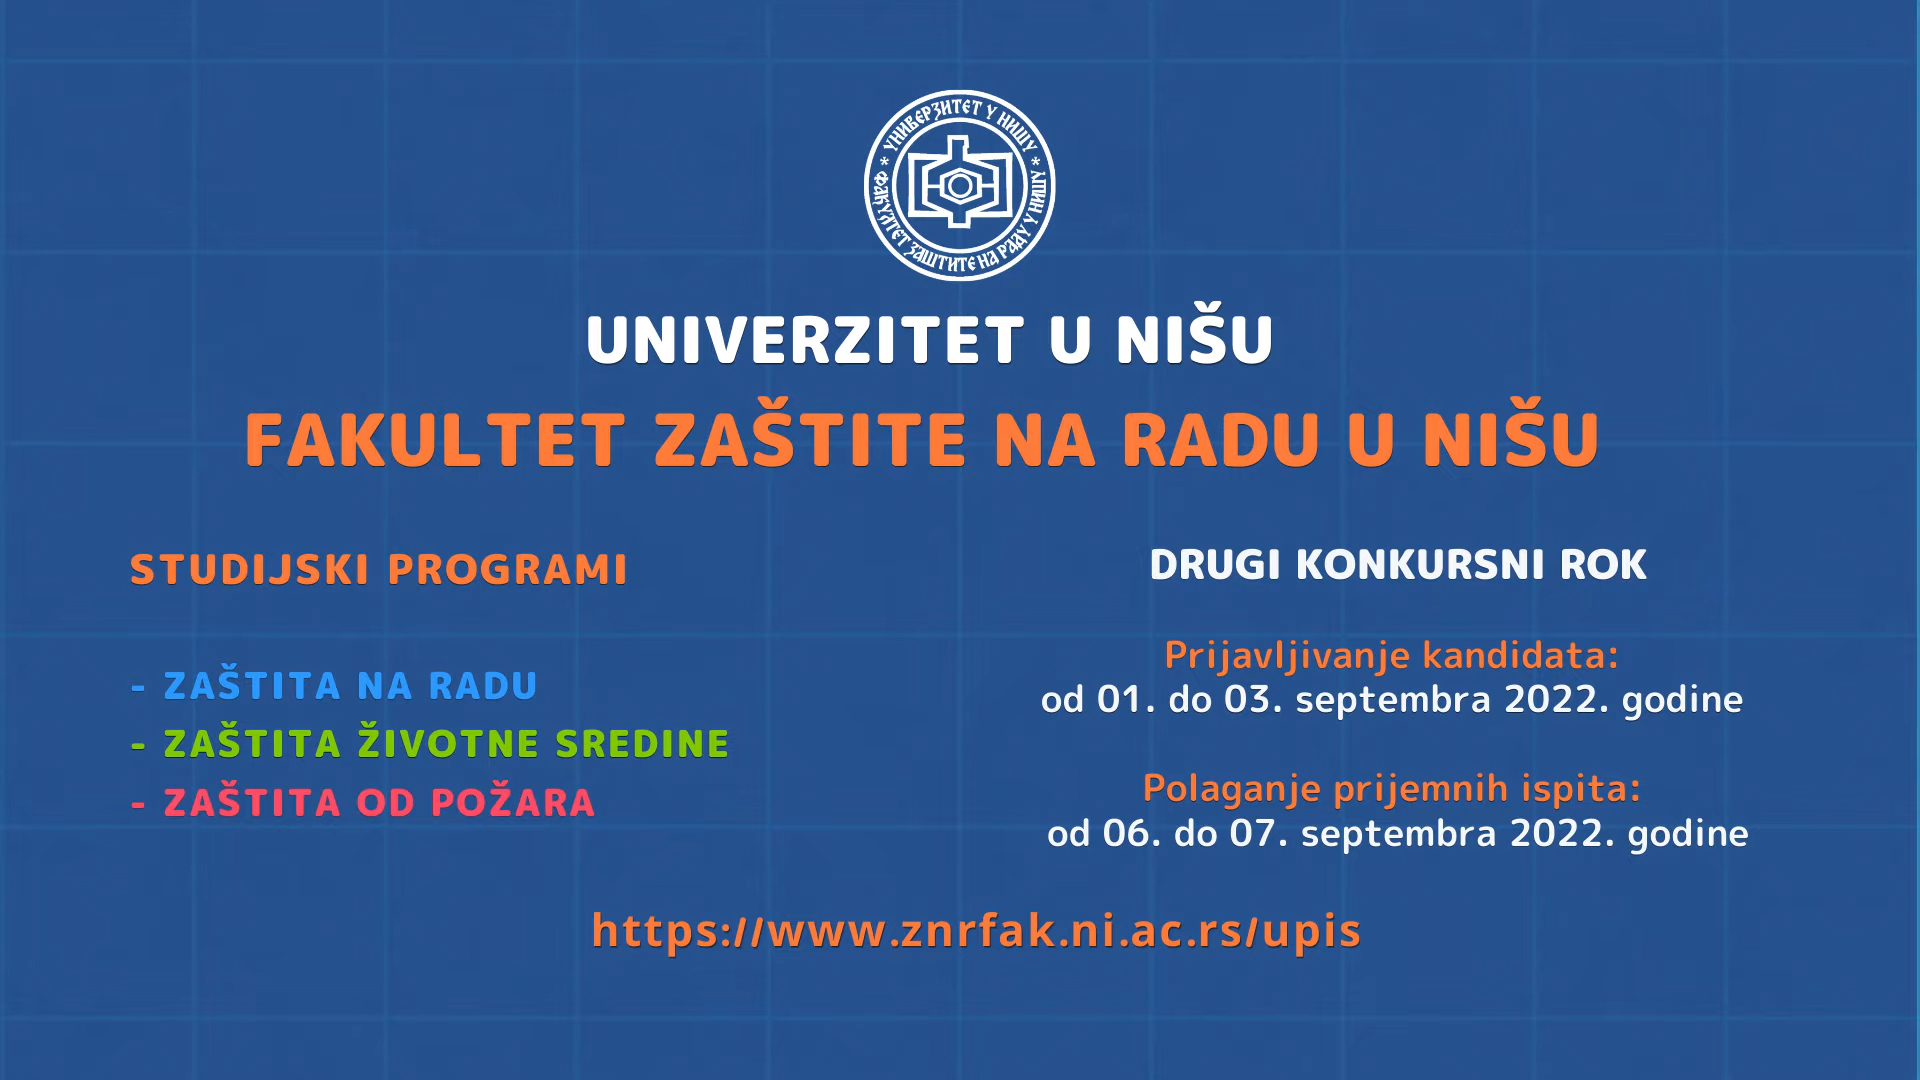 * УНИВЕРЗИТЕТ У НИШУ *
ФАКУЛТЕТ ЗАШТИТЕ НА РАДУ У НИШУ
UNIVERZITET U NIŠU
FAKULTET ZAŠTITE NA RADU U NIŠU
STUDIJSKI PROGRAMI
- ZAŠTITA NA RADU
- ZAŠTITA ŽIVOTNE SREDINE
- ZAŠTITA OD POŽARA
DRUGI KONKURSNI ROK
Prijavljivanje kandidata:
od 01. do 03. septembra 2022. godine
Polaganje prijemnih ispita:
od 06. do 07. septembra 2022. godine
https://www.znrfak.ni.ac.rs/upis